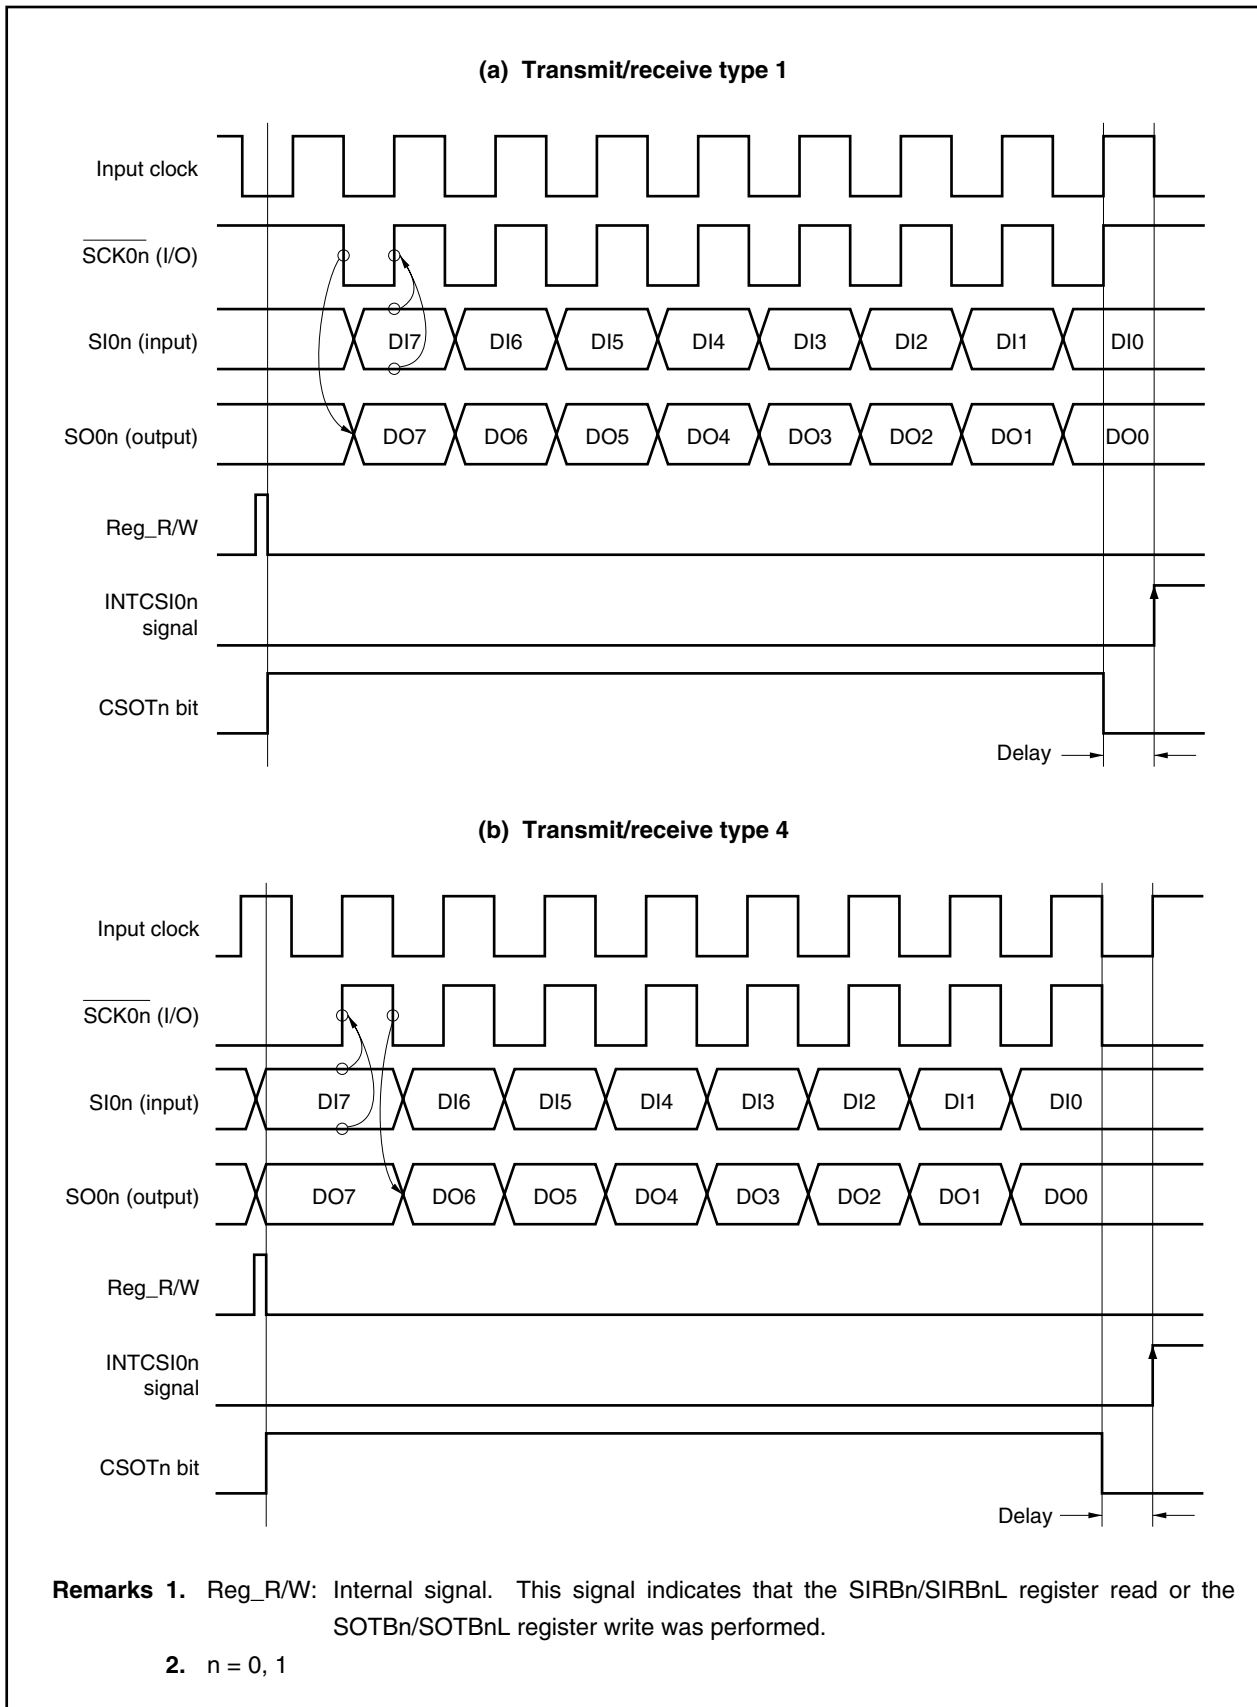 (a) Transmit/receive type 1
Input clock
SCK0n (I/O)
SI0n (input)
DI7 DI6 DI5 DI4 DI3 DI2 DI1 DI0
SO0n (output)
DO7 DO6 DO5 DO4 DO3 DO2 DO1 DO0
Reg_R/W
INTCSI0n
signal
CSOTn bit
Delay
(b) Transmit/receive type 4
Input clock
SCK0n (I/O)
SI0n (input)
DI7 DI6 DI5 DI4 DI3 DI2 DI1 DI0
SO0n (output)
DO7 DO6 DO5 DO4 DO3 DO2 DO1 DO0
Reg_R/W
INTCSI0n
signal
CSOTn bit
Delay
Remarks 1. Reg_R/W: Internal signal. This signal indicates that the SIRBn/SIRBnL register read or the
SOTBn/SOTBnL register write was performed.
2. n = 0, 1